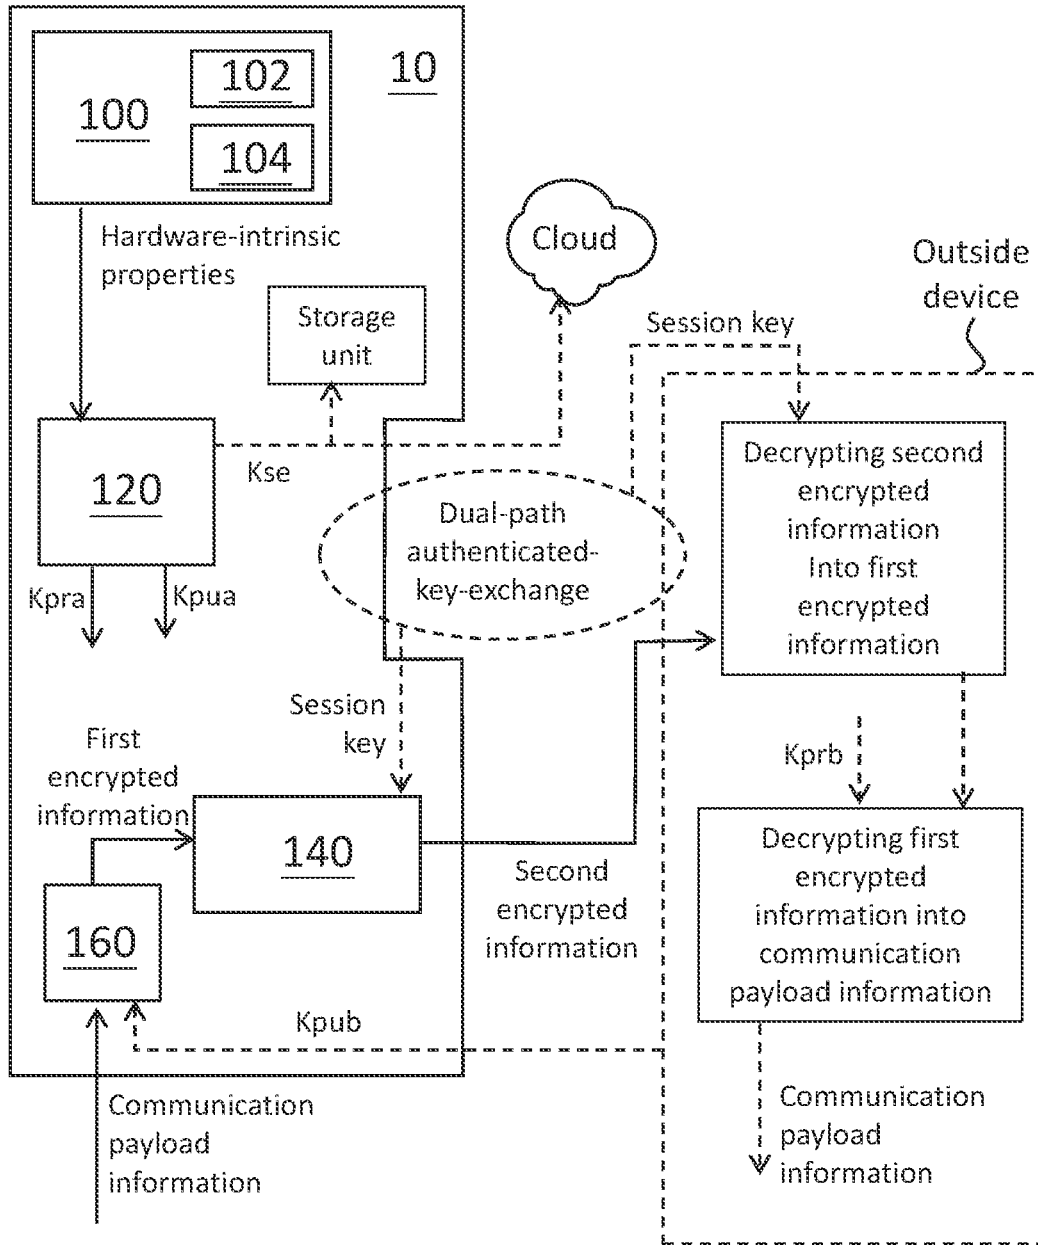 10
100
102
104
Hardware-intrinsic
properties
Storage
unit
Cloud
Outside
device
Session key
120
Kse
Kpra
Kpua
Dual-path
authenticated-
key-exchange
Decrypting second
encrypted
information
Into first
encrypted
information
Session
key
First
encrypted
information
140
Second
encrypted
information
160
Kpub
Communication
payload
information
Kprb
Decrypting first
encrypted
information into
communication
payload information
Communication
payload
information